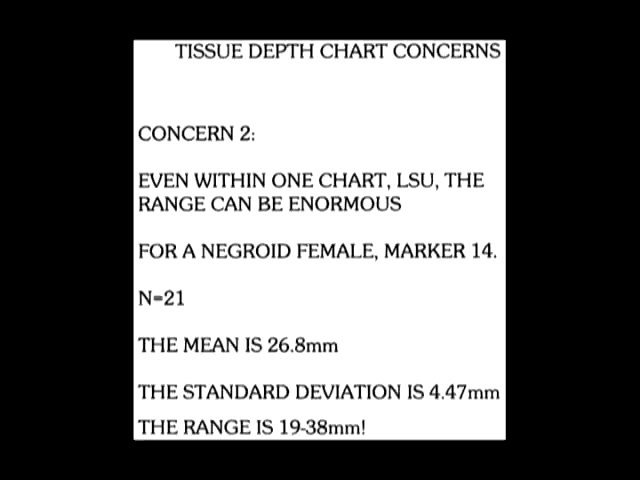 TISSUE DEPTH CHART CONCERNS
CONCERN 2:
EVEN WITHIN ONE CHART, LSU, THE
RANGE CAN BE ENORMOUS
FOR A NEGROID FEMALE, MARKER 14.
N=21
THE MEAN IS 26.8mm
THE STANDARD DEVIATION IS 4.47mm
THE RANGE IS 19-38mm!